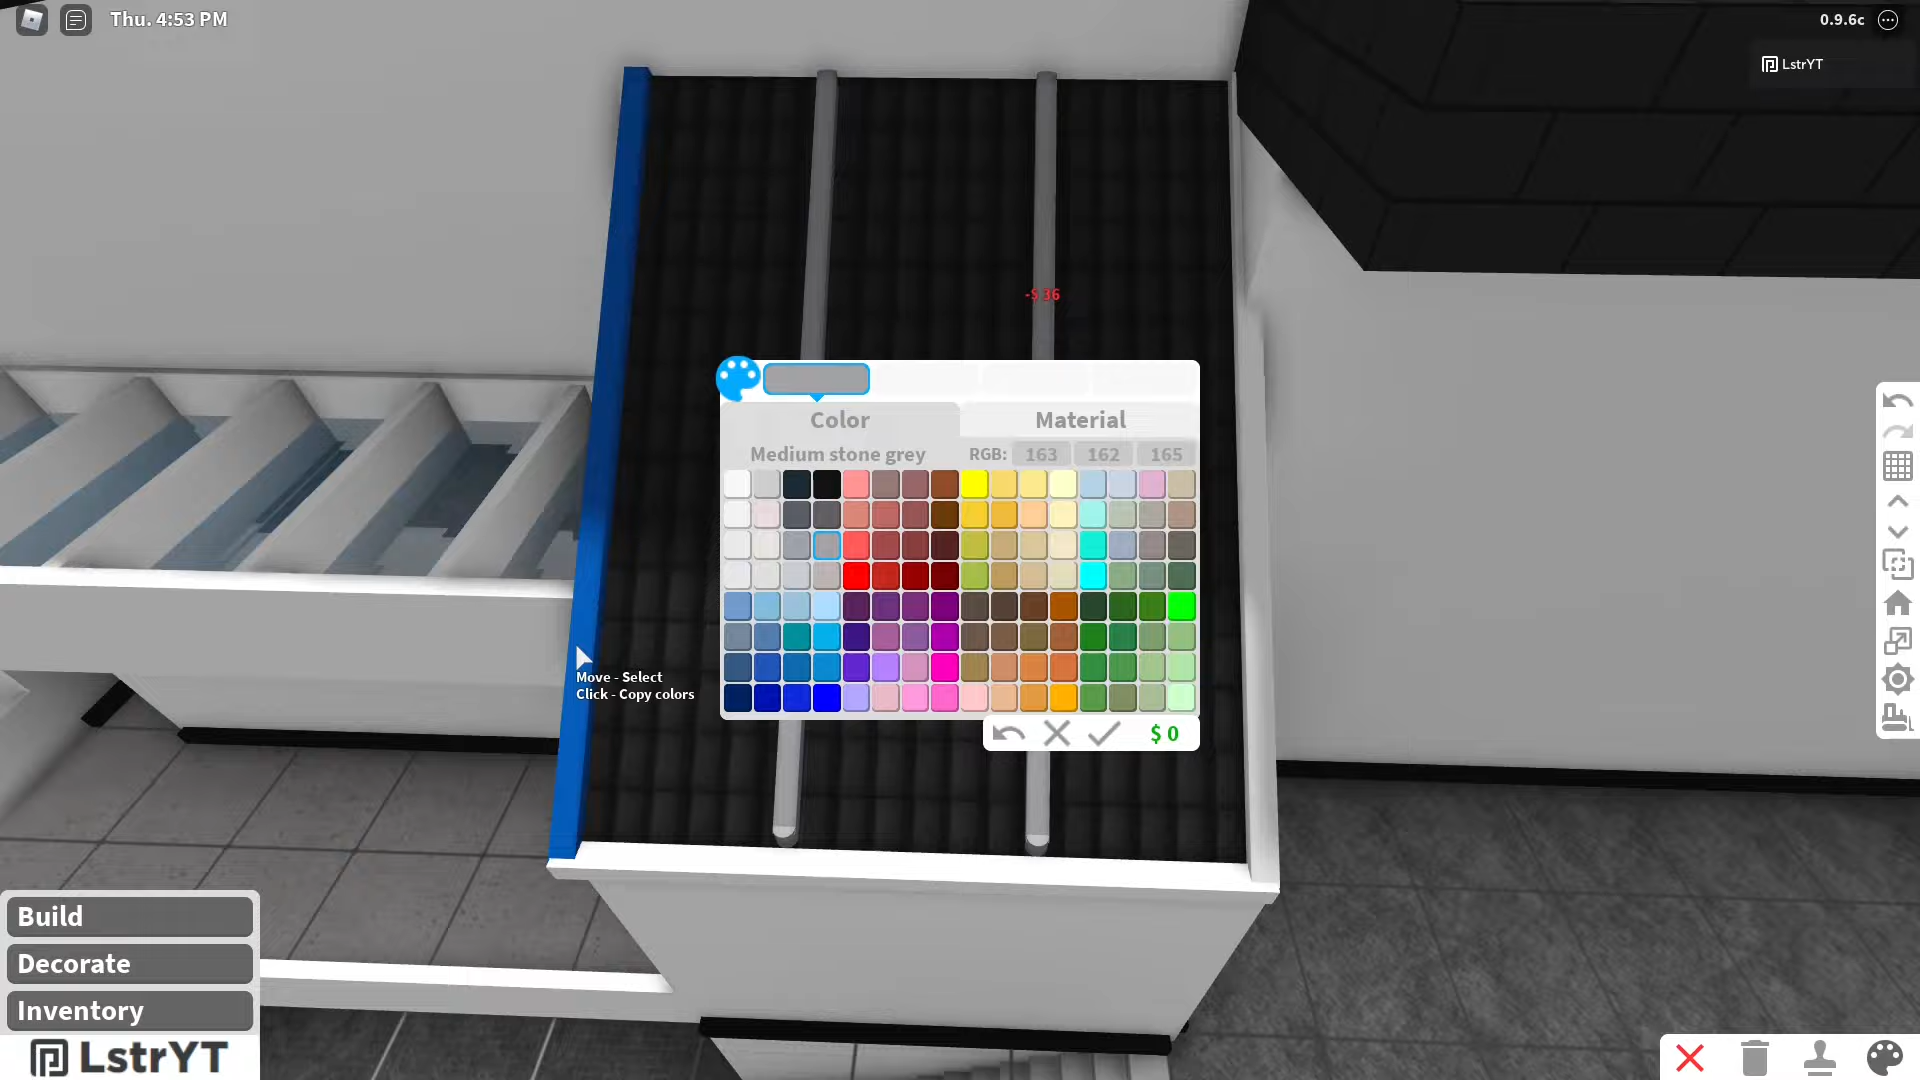 Thu. 4:53 PM
0.9.6c
LstrYT
-$ 36
Color
Material
Medium stone grey
RGB: 163 162 165
Move - Select
Click - Copy colors
$ 0
Build
Decorate
Inventory
LstrYT